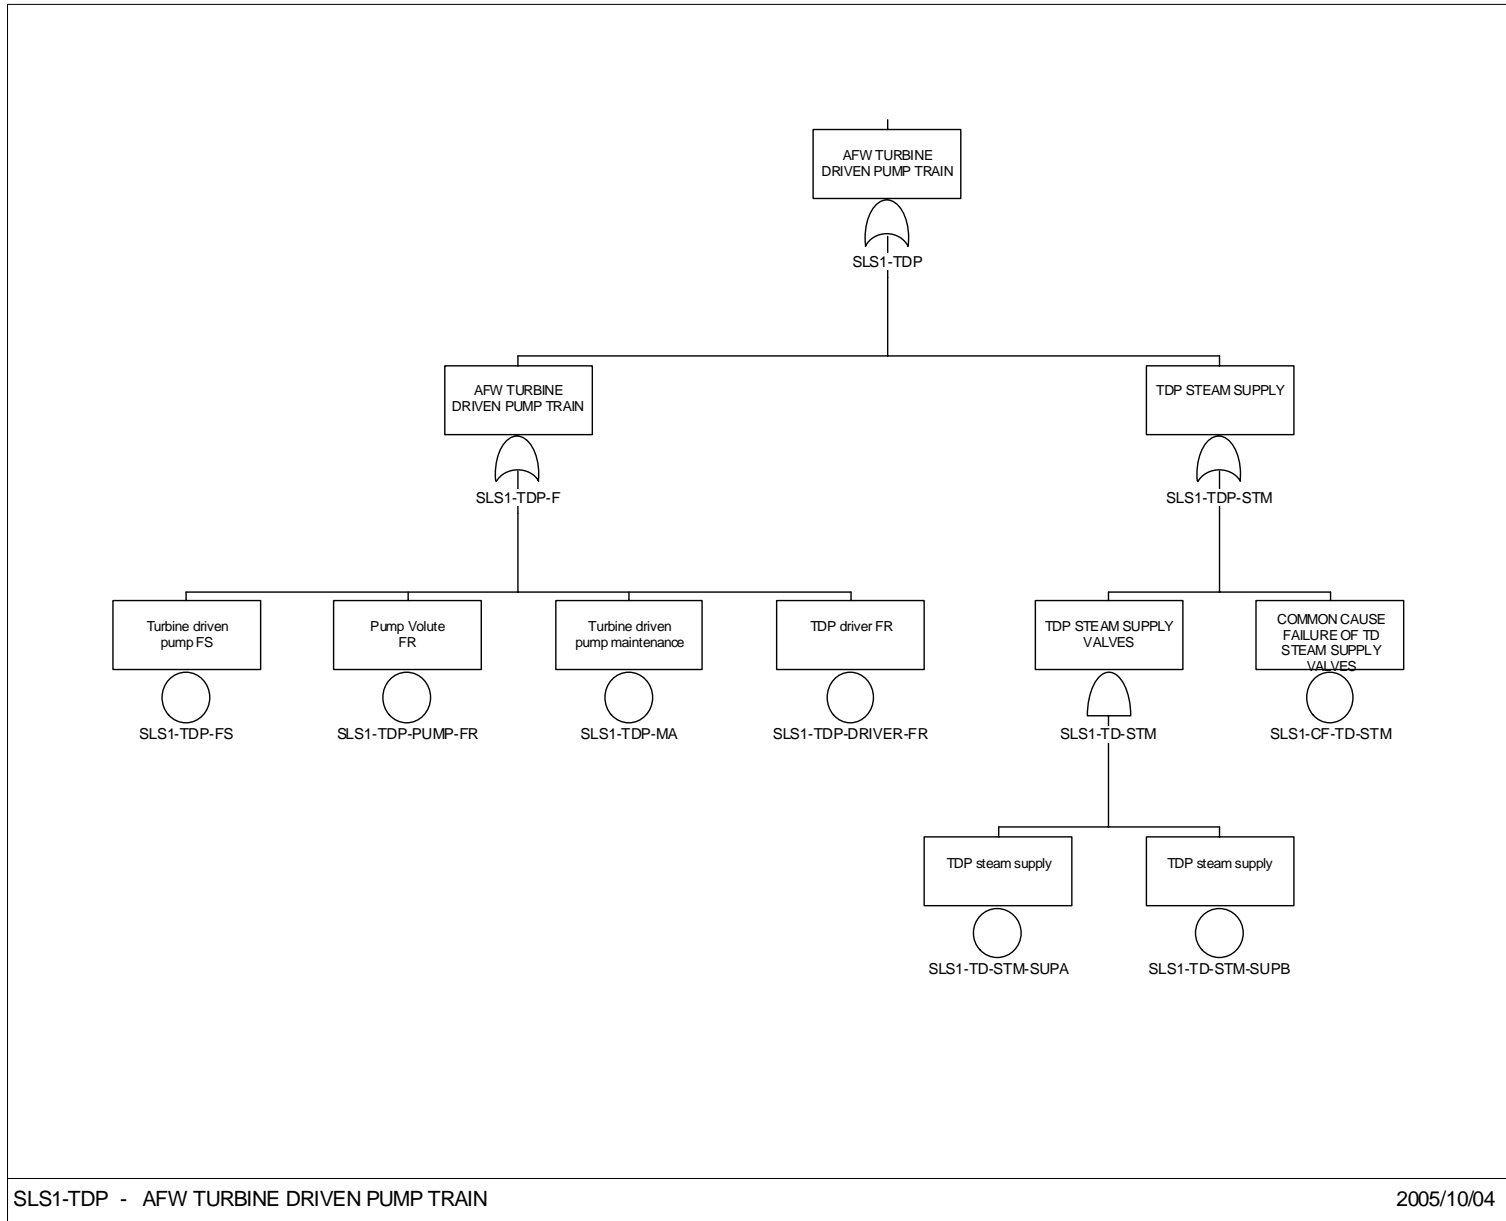 AFW TURBINE
DRIVEN PUMP TRAIN
SLS1-TDP
AFW TURBINE
DRIVEN PUMP TRAIN
SLS1-TDP-F
TDP STEAM SUPPLY
SLS1-TDP-STM
Turbine driven
pump FS
SLS1-TDP-FS
Pump Volute
FR
SLS1-TDP-PUMP-FR
Turbine driven
pump maintenance
SLS1-TDP-MA
TDP driver FR
SLS1-TDP-DRIVER-FR
TDP STEAM SUPPLY
VALVES
SLS1-TD-STM
COMMON CAUSE
FAILURE OF TD
STEAM SUPPLY
VALVES
SLS1-CF-TD-STM
TDP steam supply
SLS1-TD-STM-SUPA
TDP steam supply
SLS1-TD-STM-SUPB
SLS1-TDP - AFW TURBINE DRIVEN PUMP TRAIN
2005/10/04